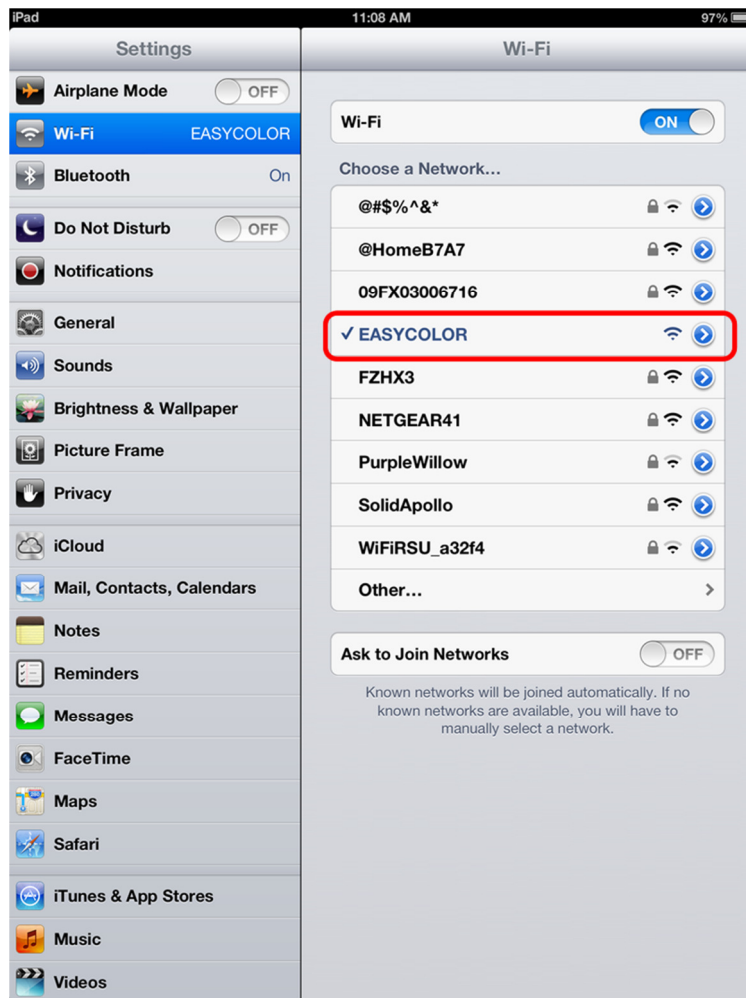 iPad 11:08 AM 97%
Settings
Airplane Mode OFF
Wi-Fi EASYCOLOR
Bluetooth On
Do Not Disturb OFF
Notifications
General
Sounds
Brightness & Wallpaper
Picture Frame
Privacy
iCloud
Mail, Contacts, Calendars
Notes
Reminders
Messages
FaceTime
Maps
Safari
iTunes & App Stores
Music
Videos
Wi-Fi
Wi-Fi ON
Choose a Network...
@#$%^&*
@HomeB7A7
09FX03006716
✓ EASYCOLOR
FZHX3
NETGEAR41
PurpleWillow
SolidApollo
WiFiRSU_a32f4
Other...
Ask to Join Networks OFF
Known networks will be joined automatically. If no
known networks are available, you will have to
manually select a network.